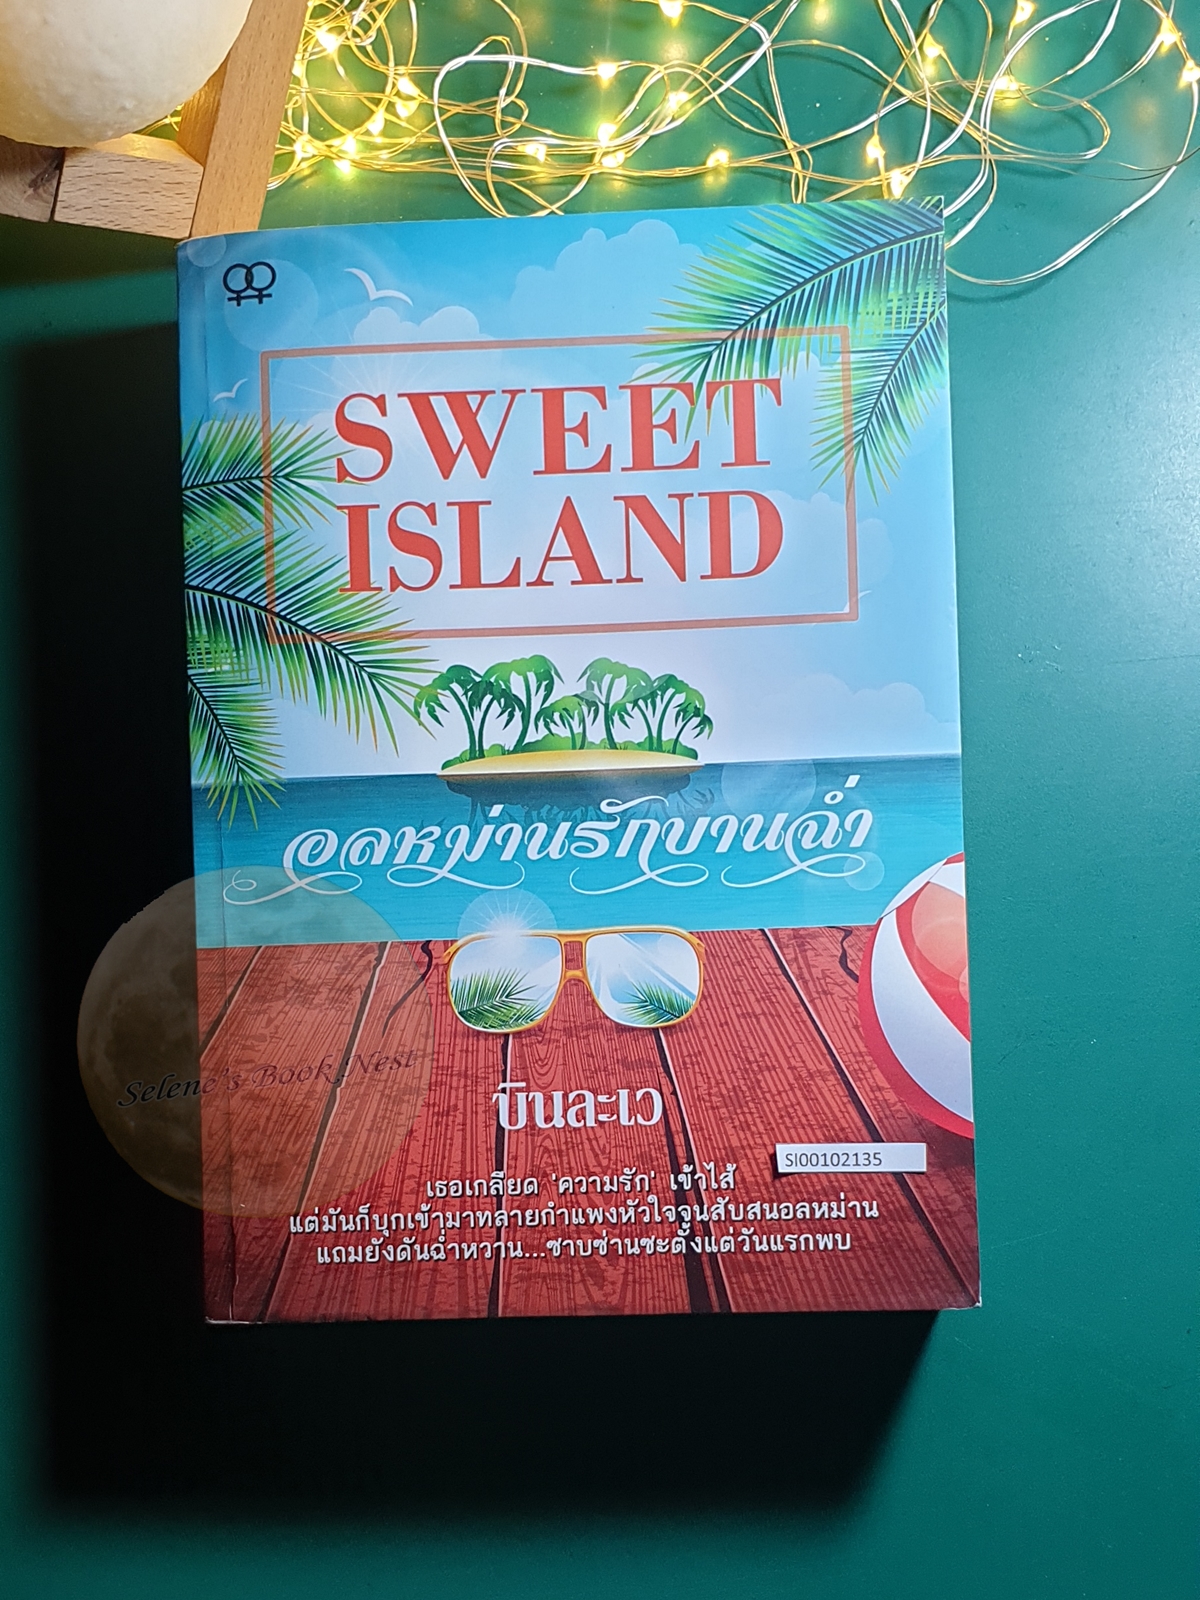 SWEET
ISLAND
อลหม่านรักบานฉ่ำ
Selene's Book Nest
บินละเว
SI00102135
เธอเกลียด 'ความรัก' เข้าไส้
แต่มันก็บุกเข้ามาทลายกำแพงหัวใจจนสับสนอลหม่าน
แถมยังดันฉ่ำหวาน...ซาบซ่านซะตั้งแต่วันแรกพบ